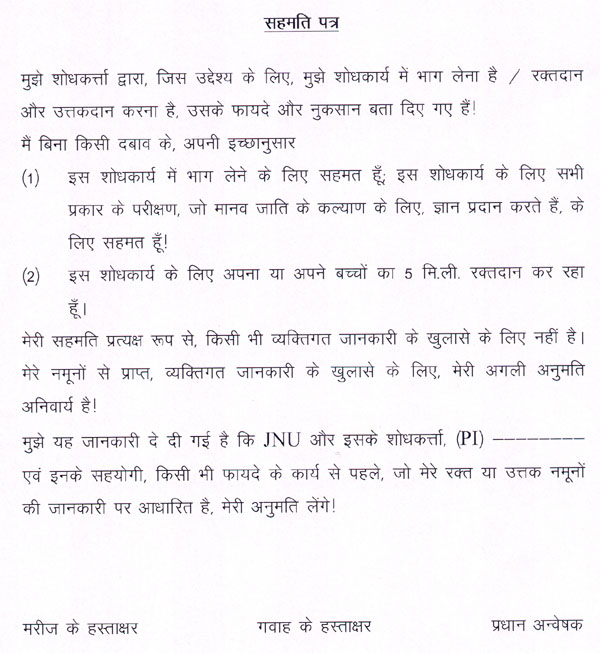 सहमति पत्र
मुझे शोधकर्त्ता द्वारा, जिस उद्देश्य के लिए, मुझे शोधकार्य में भाग लेना है / रक्तदान
और उत्तकदान करना है, उसके फायदे और नुकसान बता दिए गए हैं!
मैं बिना किसी दबाव के, अपनी इच्छानुसार
(1) इस शोधकार्य में भाग लेने के लिए सहमत हूँ; इस शोधकार्य के लिए सभी
प्रकार के परीक्षण, जो मानव जाति के कल्याण के लिए, ज्ञान प्रदान करते हैं, के
लिए सहमत हूँ!
(2) इस शोधकार्य के लिए अपना या अपने बच्चों का 5 मि.ली. रक्तदान कर रहा
हूँ।
मेरी सहमति प्रत्यक्ष रूप से, किसी भी व्यक्तिगत जानकारी के खुलासे के लिए नहीं है।
मेरे नमूनों से प्राप्त, व्यक्तिगत जानकारी के खुलासे के लिए, मेरी अगली अनुमति
अनिवार्य है!
मुझे यह जानकारी दे दी गई है कि JNU और इसके शोधकर्त्ता, (PI) ––––––––
एवं इनके सहयोगी, किसी भी फायदे के कार्य से पहले, जो मेरे रक्त या उत्तक नमूनों
की जानकारी पर आधारित है, मेरी अनुमति लेंगे!
मरीज के हस्ताक्षर गवाह के हस्ताक्षर प्रधान अन्वेषक